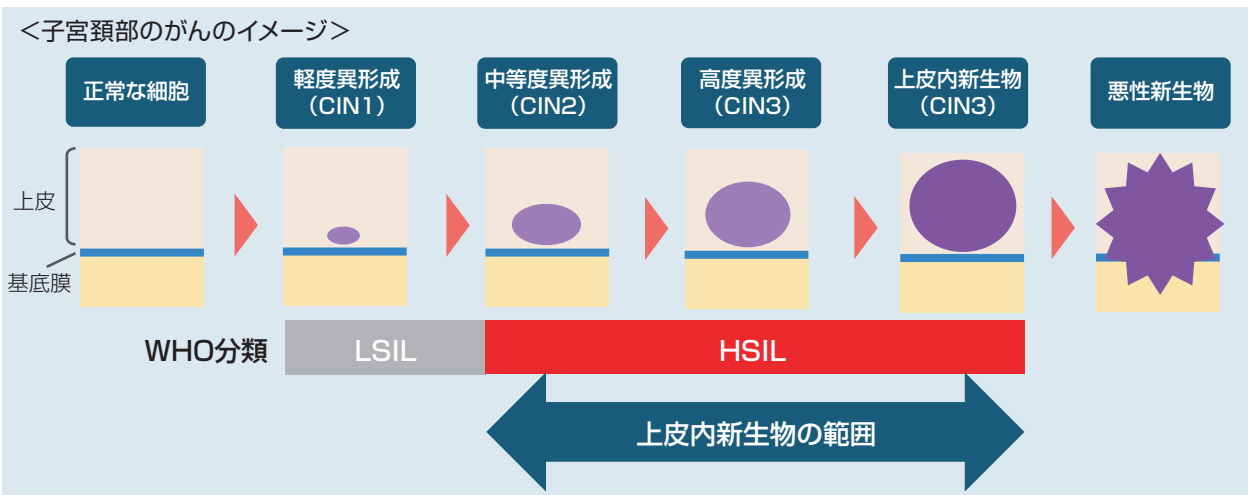 ＜子宮頚部のがんのイメージ＞
正常な細胞
軽度異形成
（CIN1）
中等度異形成
（CIN2）
高度異形成
（CIN3）
上皮内新生物
（CIN3）
悪性新生物
上皮
基底膜
WHO分類
LSIL
HSIL
上皮内新生物の範囲